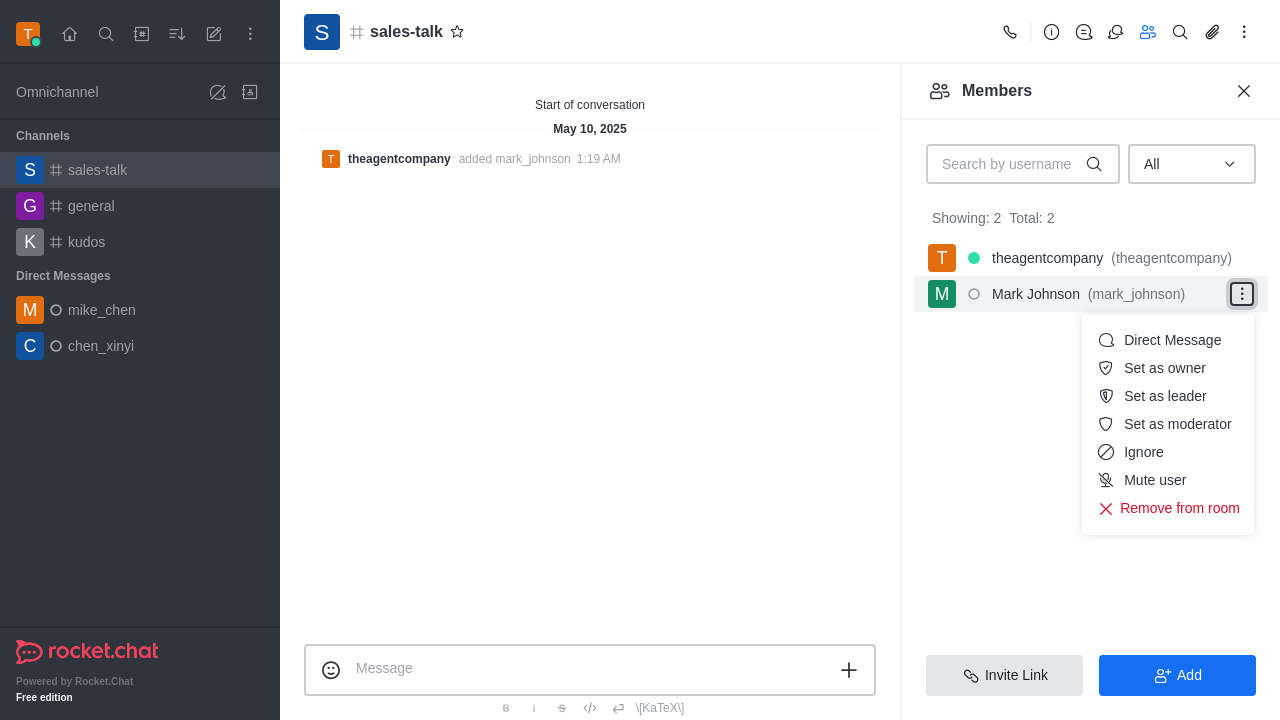 T
Omnichannel
Channels
S sales-talk
G general
K kudos
Direct Messages
M mike_chen
C chen_xinyi
rocket.chat
Powered by Rocket.Chat
Free edition
S sales-talk
Start of conversation
May 10, 2025
T theagentcompany added mark_johnson 1:19 AM
Message
B i S \[KaTeX\]
Members
Search by username All
Showing: 2 Total: 2
T theagentcompany (theagentcompany)
M Mark Johnson (mark_johnson)
Direct Message
Set as owner
Set as leader
Set as moderator
Ignore
Mute user
Remove from room
Invite Link Add